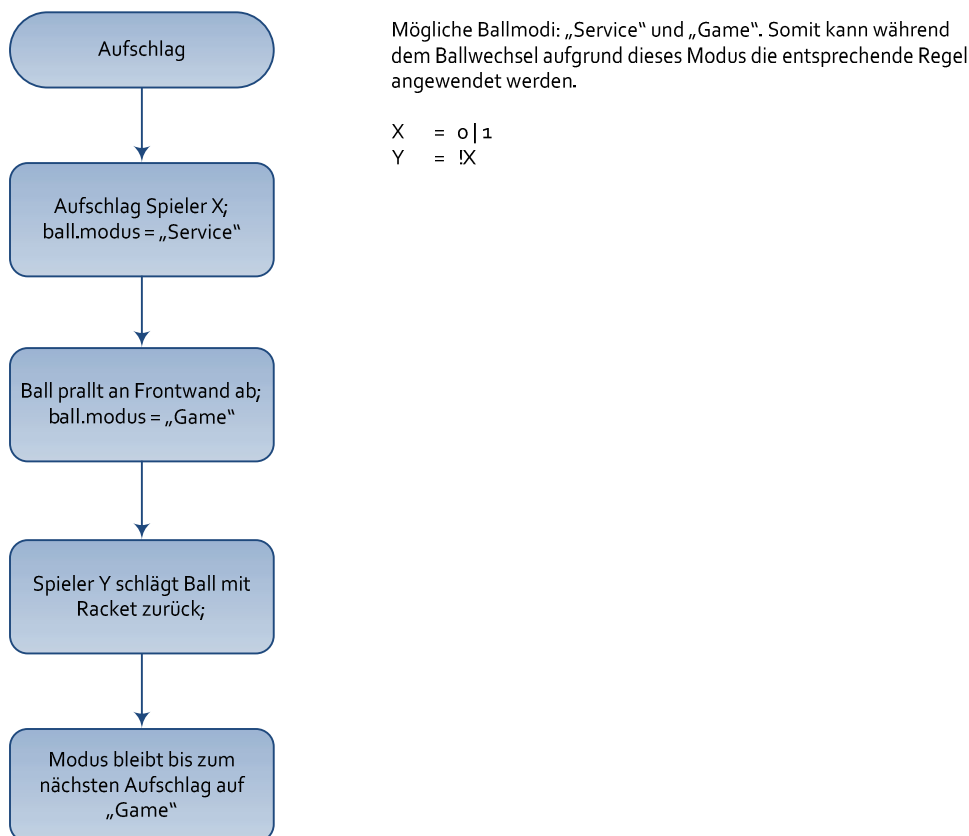 Aufschlag
Mögliche Ballmodi: „Service“ und „Game“. Somit kann während
dem Ballwechsel aufgrund dieses Modus die entsprechende Regel
angewendet werden.
X = 0|1
Y = !X
Aufschlag Spieler X;
ball.modus = „Service“
Ball prallt an Frontwand ab;
ball.modus = „Game“
Spieler Y schlägt Ball mit
Racket zurück;
Modus bleibt bis zum
nächsten Aufschlag auf
„Game“